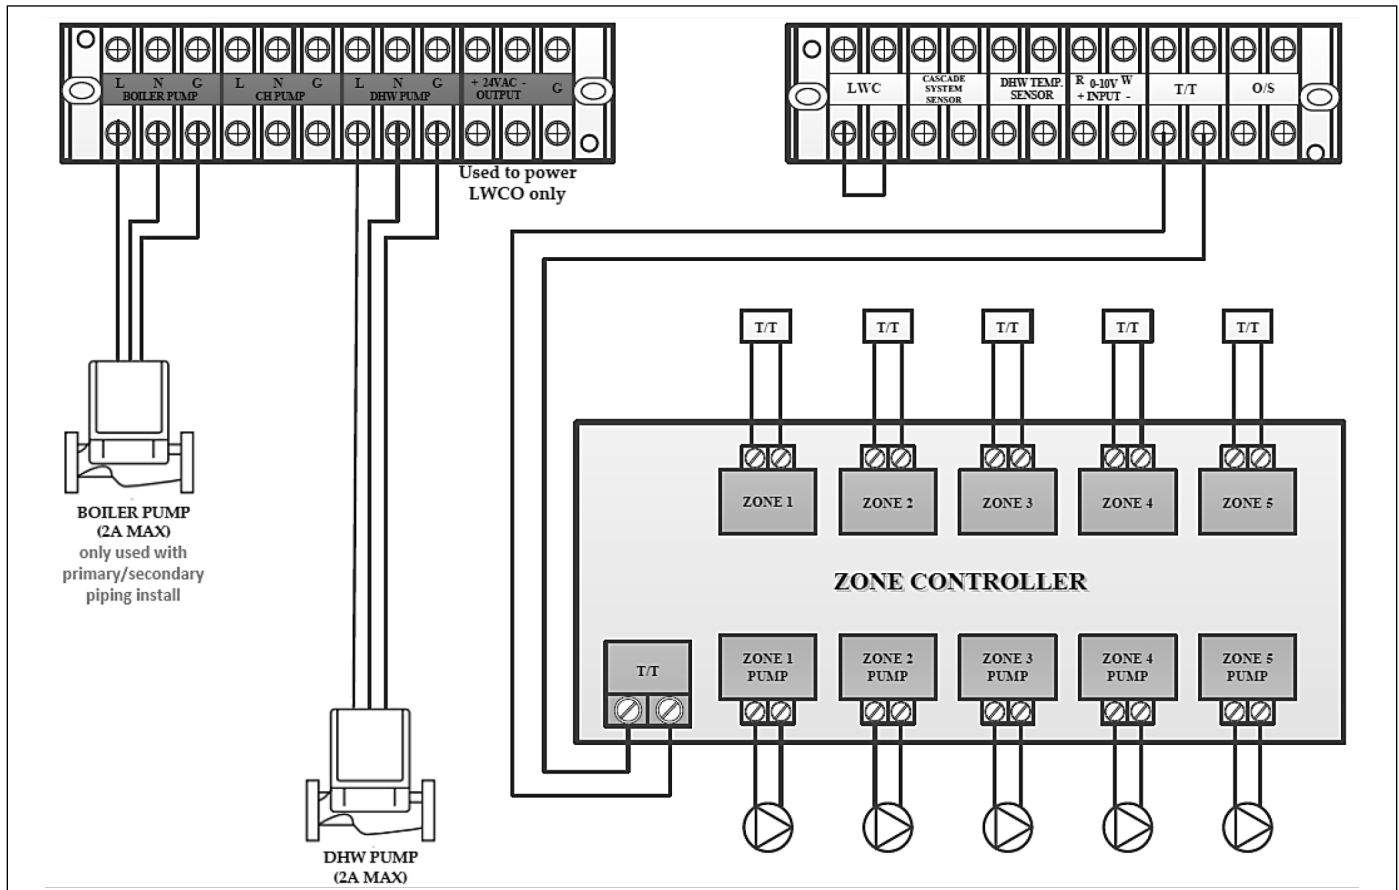 L N G L N G L N G + 24VAC - G
BOILER PUMP CH PUMP DHW PUMP OUTPUT
Used to power
LWCO only
LWC CASCADE SYSTEM SENSOR DHW TEMP. SENSOR R 0-10V W + INPUT - T/T O/S
T/T T/T T/T T/T T/T
ZONE 1 ZONE 2 ZONE 3 ZONE 4 ZONE 5
BOILER PUMP
(2A MAX)
only used with
primary/secondary
piping install
ZONE CONTROLLER
T/T
ZONE 1 ZONE 2 ZONE 3 ZONE 4 ZONE 5
PUMP PUMP PUMP PUMP PUMP
DHW PUMP
(2A MAX)